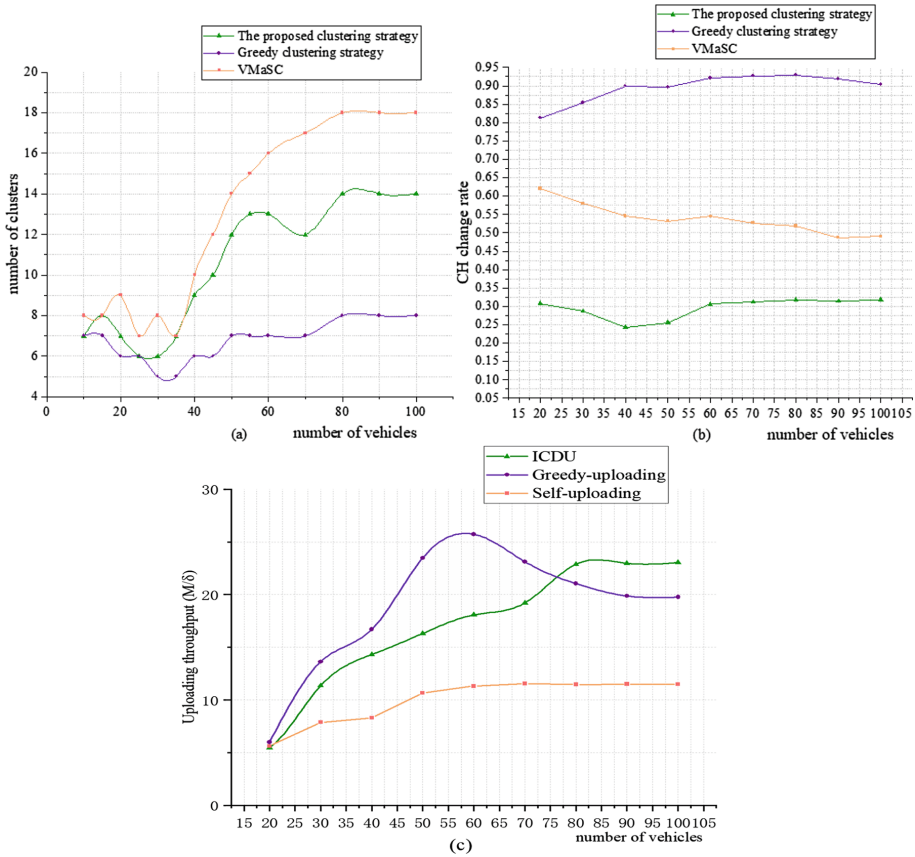 The proposed clustering strategy
Greedy clustering strategy
VMaSC
20
18
16
14
12
10
8
6
4
number of clusters
0 20 40 60 80 100
(a)
number of vehicles
The proposed clustering strategy
Greedy clustering strategy
VMaSC
0.95
0.90
0.85
0.80
0.75
0.70
0.65
0.60
0.55
0.50
0.45
0.40
0.35
0.30
0.25
0.20
0.15
0.10
0.05
CH change rate
15 20 25 30 35 40 45 50 55 60 65 70 75 80 85 90 95 100 105
(b)
number of vehicles
ICDU
Greedy-uploading
Self-uploading
30
20
10
0
Uploading throughput (M/δ)
15 20 25 30 35 40 45 50 55 60 65 70 75 80 85 90 95 100 105
number of vehicles
(c)